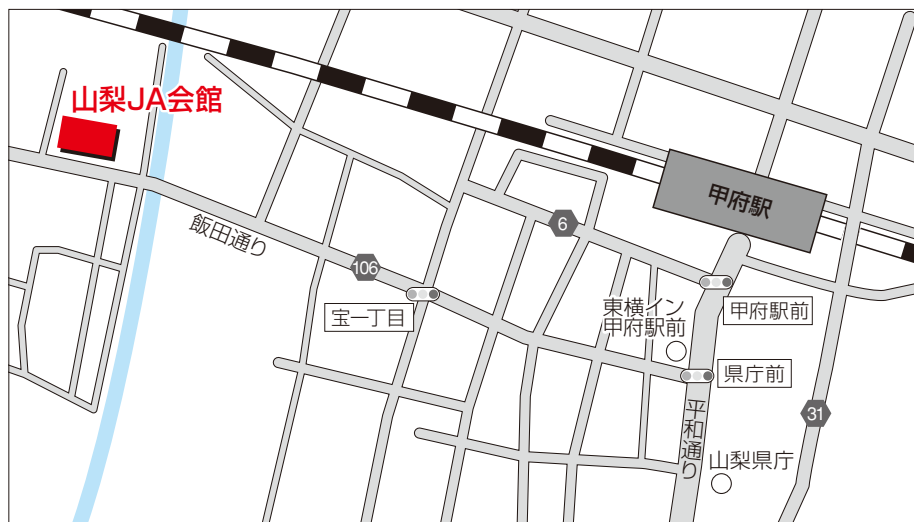 山梨JA会館
甲府駅
飯田通り
6
106
宝一丁目
東横イン
甲府駅前
甲府駅前
県庁前
平和通り
31
山梨県庁